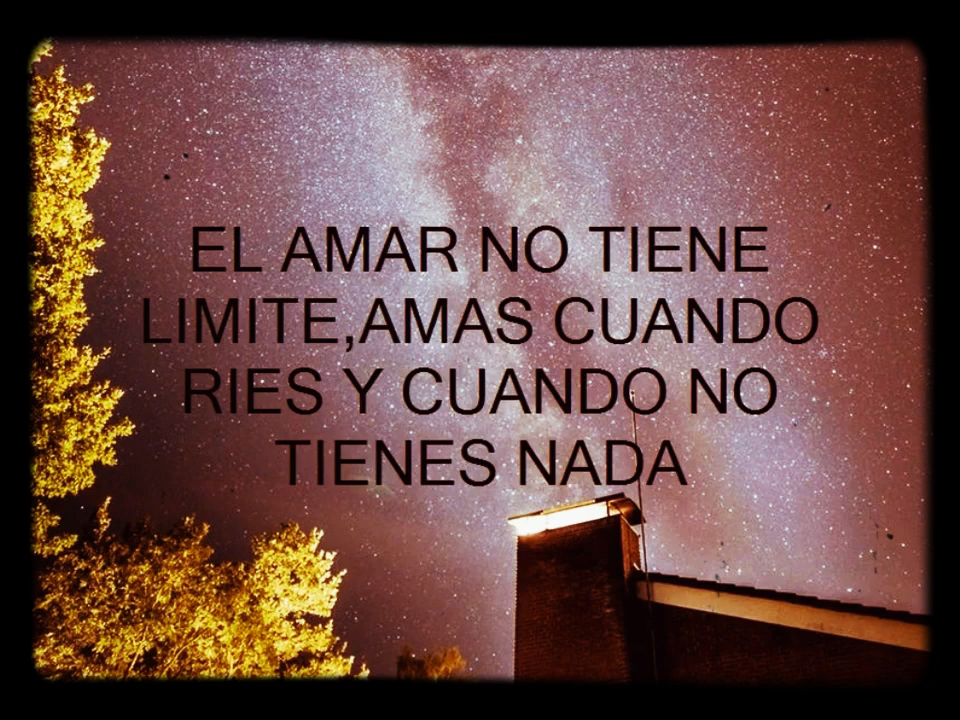 EL AMAR NO TIENE
LIMITE,AMAS CUANDO
RIES Y CUANDO NO
TIENES NADA